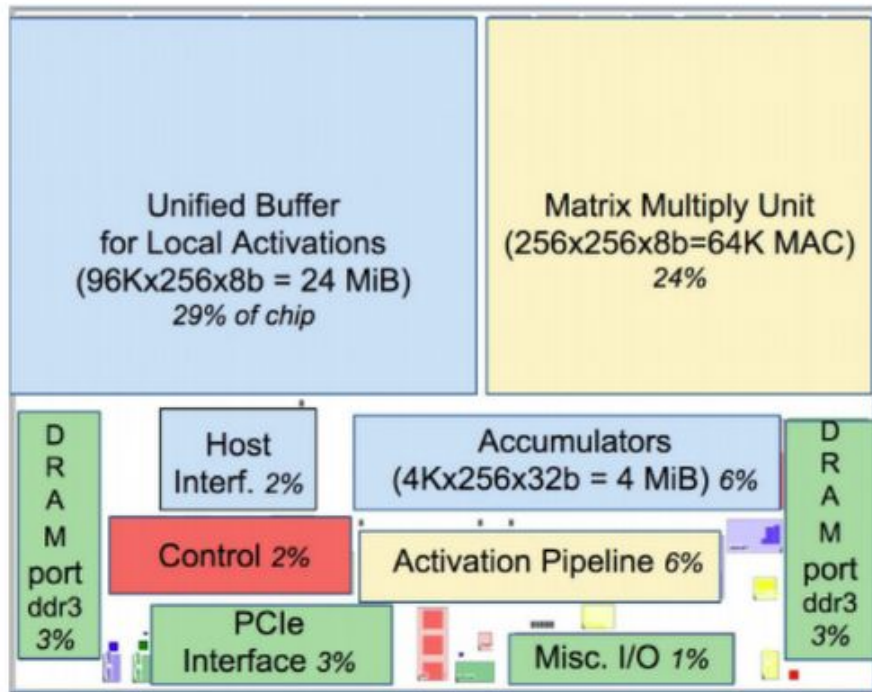 Unified Buffer
for Local Activations
(96Kx256x8b = 24 MiB)
29% of chip
Matrix Multiply Unit
(256x256x8b=64K MAC)
24%
D
R
A
M
port
ddr3
3%
Host
Interf. 2%
Accumulators
(4Kx256x32b = 4 MiB) 6%
D
R
A
M
port
ddr3
3%
Control 2%
Activation Pipeline 6%
PCIe
Interface 3%
Misc. I/O 1%